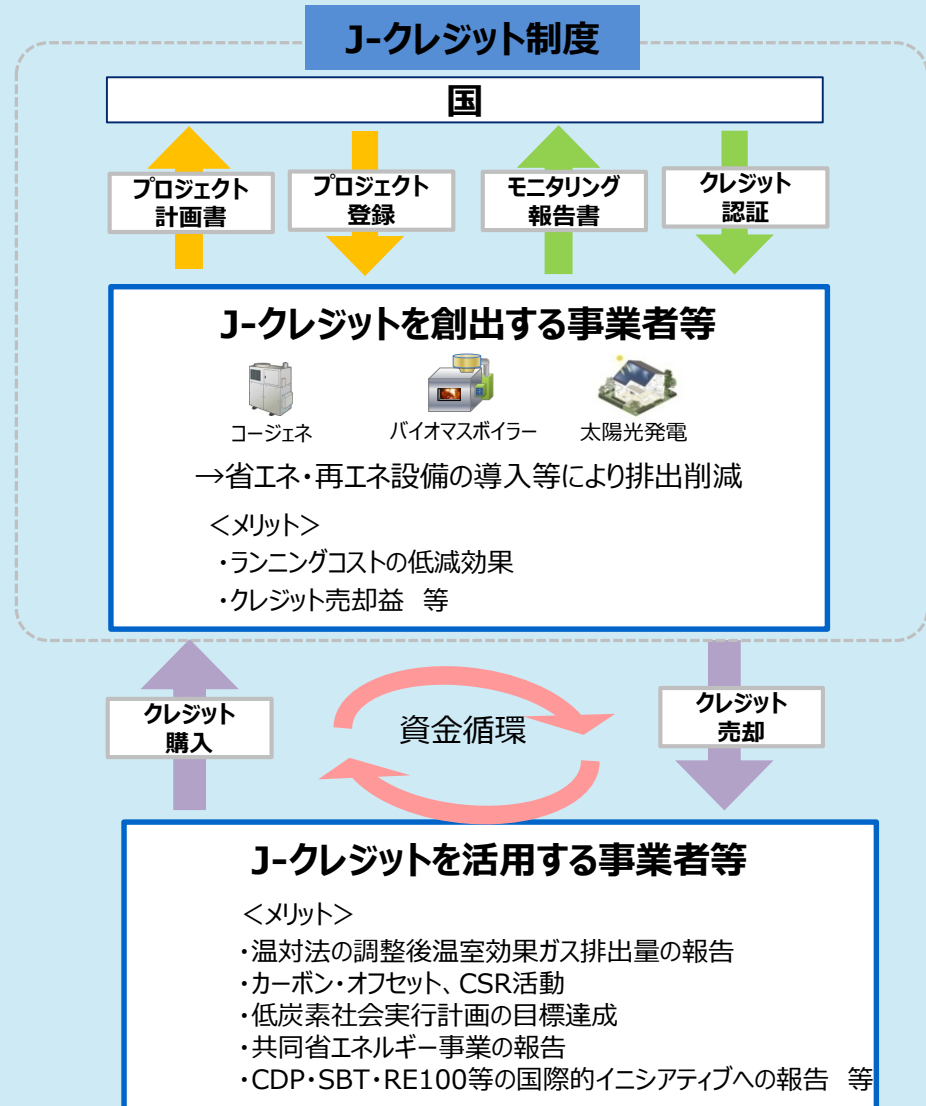 J-クレジット制度
国
プロジェクト
計画書
プロジェクト
登録
モニタリング
報告書
クレジット
認証
J-クレジットを創出する事業者等
コージェネ
バイオマスボイラー
太陽光発電
→省エネ・再エネ設備の導入等により排出削減
＜メリット＞
・ランニングコストの低減効果
・クレジット売却益　等
クレジット
購入
資金循環
クレジット
売却
J-クレジットを活用する事業者等
＜メリット＞
・温対法の調整後温室効果ガス排出量の報告
・カーボン・オフセット、CSR活動
・低炭素社会実行計画の目標達成
・共同省エネルギー事業の報告
・CDP・SBT・RE100等の国際的イニシアティブへの報告　等